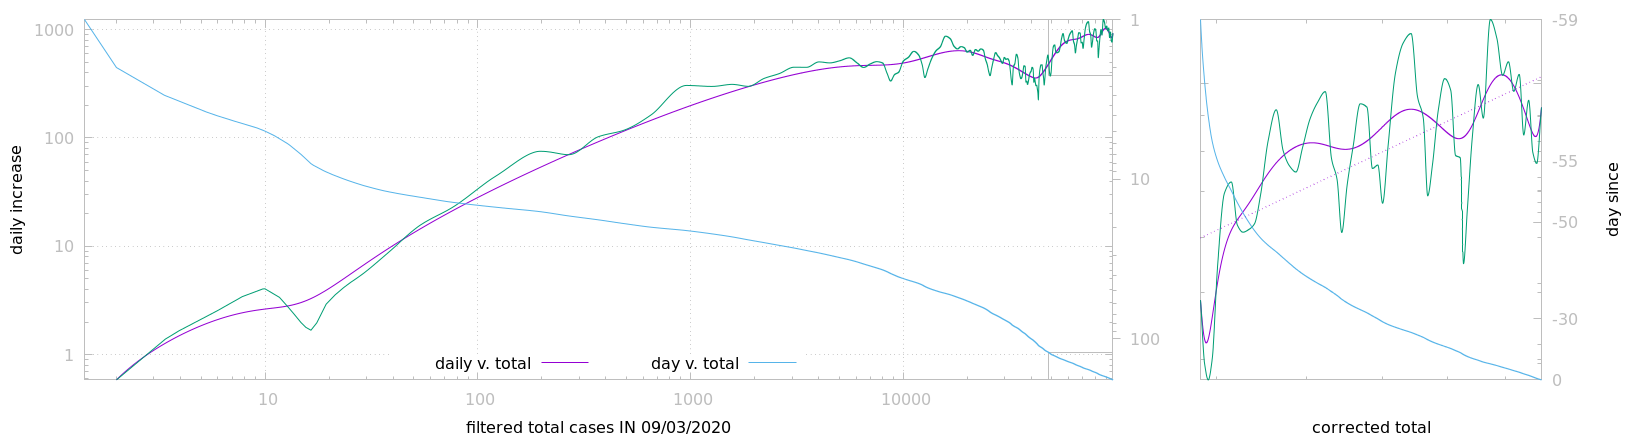 daily increase
1000
100
10
1
10
100
1000
10000
1
10
100
daily v. total
day v. total
filtered total cases IN 09/03/2020
-59
-55
-50
-30
0
day since
corrected total